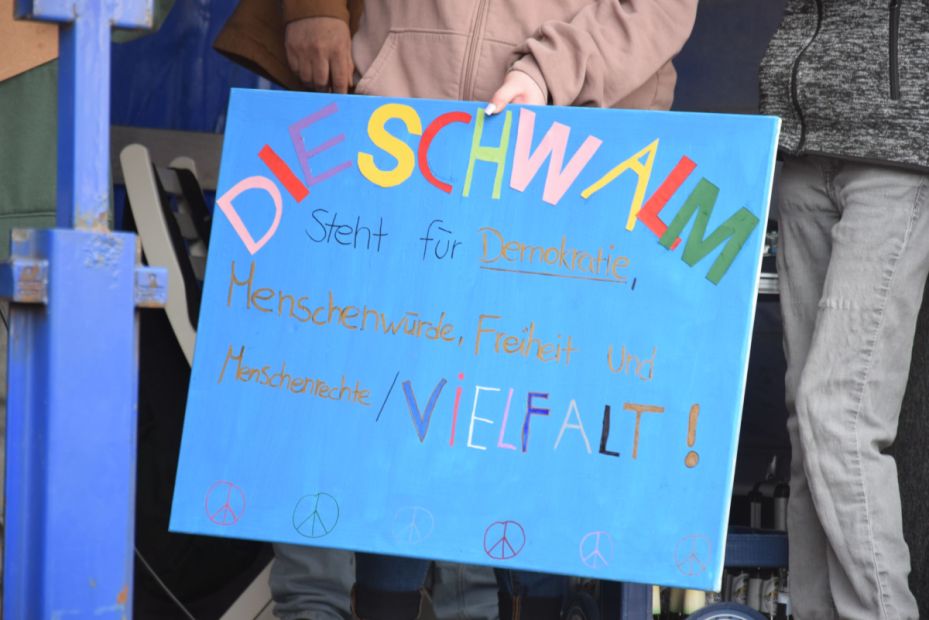 DIE SCHWALM
Steht für Demokratie,
Menschenwürde, Freiheit und
Menschenrechte / VIELFALT !